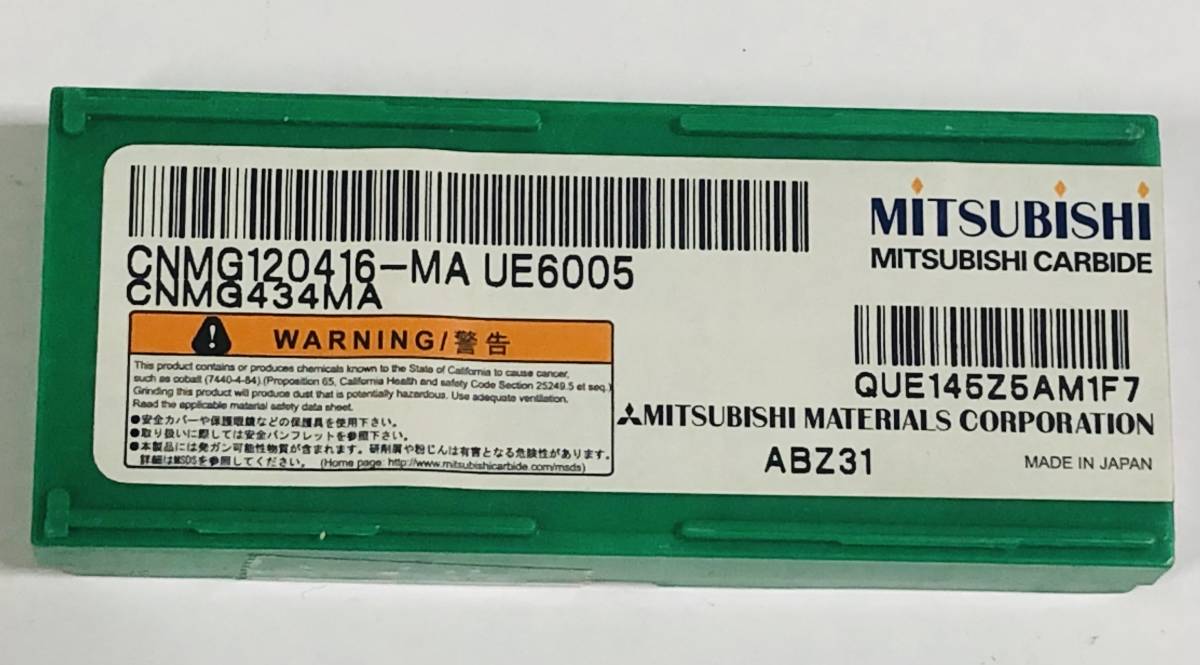 CNMG120416-MA UE6005
CNMG434MA
WARNING/警告
This product contains or produces chemicals known to the State of California to cause cancer,
such as cobalt (7440-4-84).(Proposition 65, California Health and safety Code Section 25249.5 et seq.)
Grinding this product will produce dust that is potentially hazardous. Use adequate ventilation.
Read the applicable material safety data sheet.
●安全カバーや保護眼鏡などの保護具を使用下さい。
●取り扱いに際しては安全パンフレットを参照下さい。
●本製品には発ガン可能性物質が含まれます。研削屑や粉じんは有害となる危険性があります。
詳細はMSDSを参照してください。 (Home page: http://www.mitsubishicarbide.com/msds)
MITSUBISHI
MITSUBISHI CARBIDE
QUE145Z5AM1F7
MITSUBISHI MATERIALS CORPORATION
ABZ31
MADE IN JAPAN